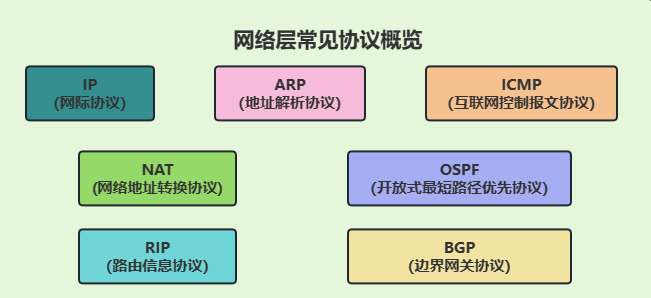 网络层常见协议概览
IP
(网际协议)
ARP
(地址解析协议)
ICMP
(互联网控制报文协议)
NAT
(网络地址转换协议)
OSPF
(开放式最短路径优先协议)
RIP
(路由信息协议)
BGP
(边界网关协议)